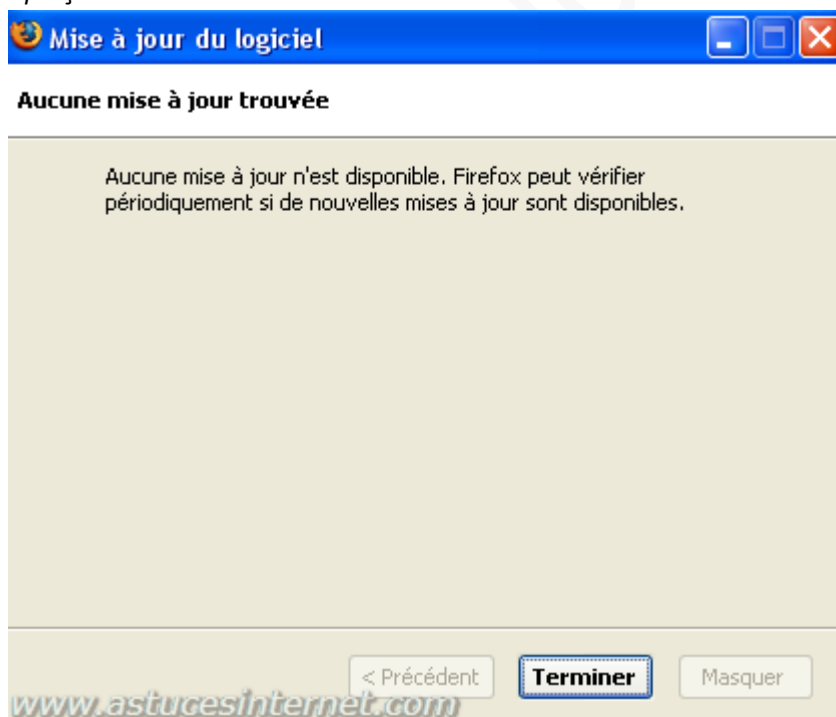 Mise à jour du logiciel
Aucune mise à jour trouvée
Aucune mise à jour n'est disponible. Firefox peut vérifier
périodiquement si de nouvelles mises à jour sont disponibles.
< Précédent Terminer Masquer
www.astucesinternet.com